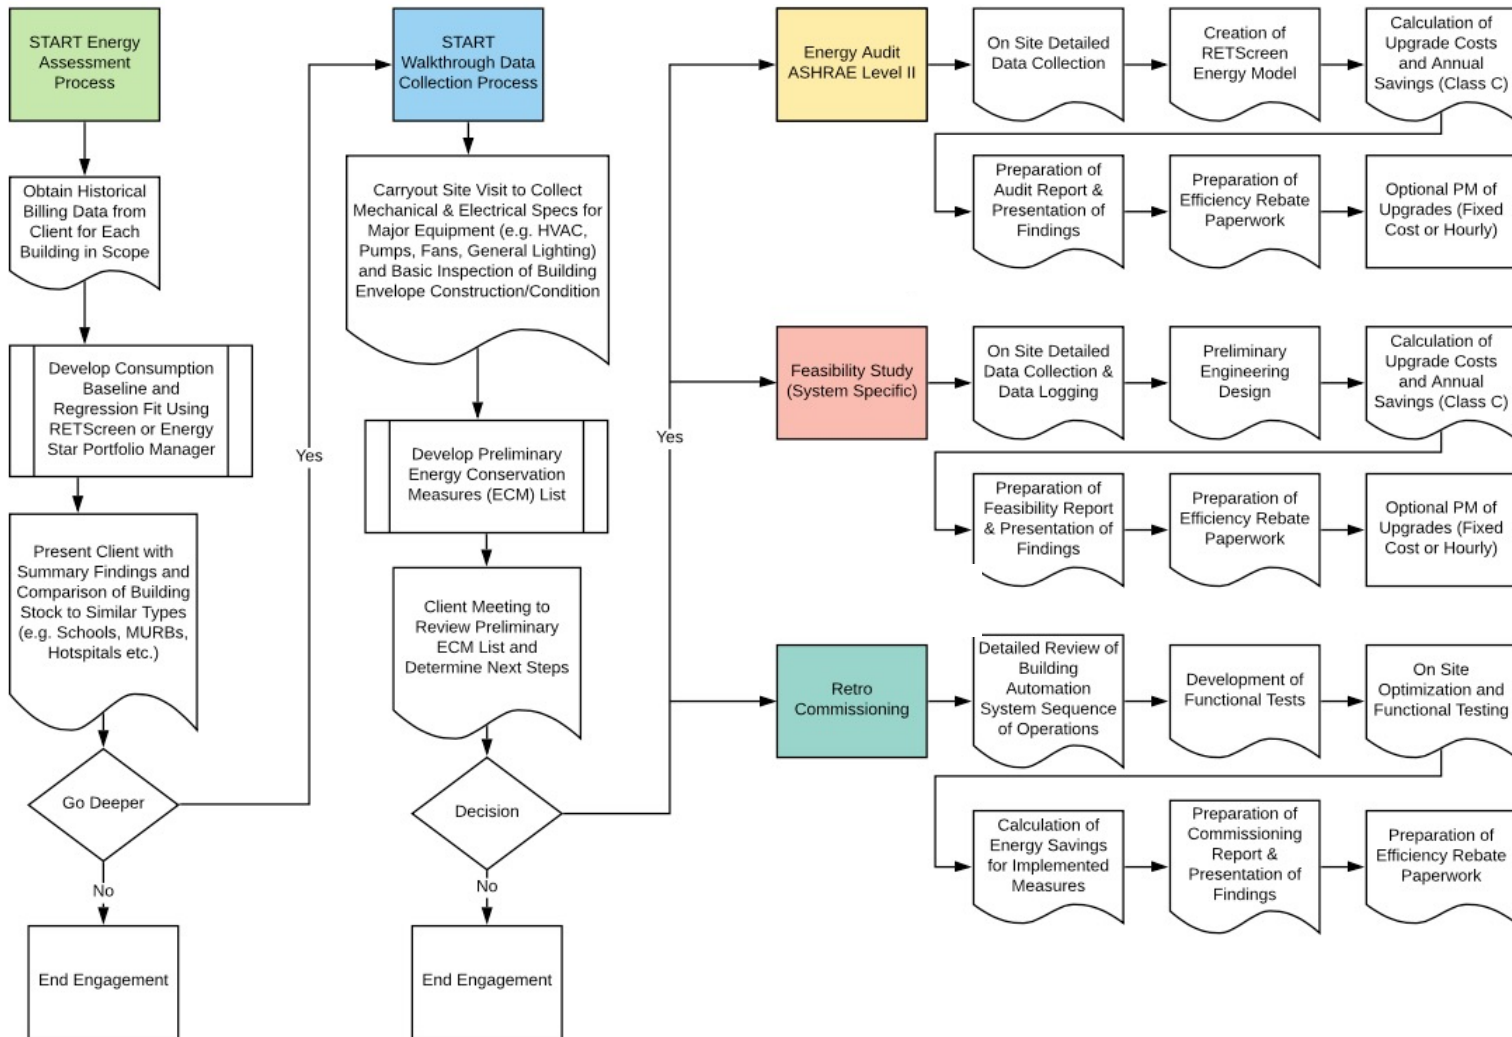 START Energy
Assessment
Process
Obtain Historical
Billing Data from
Client for Each
Building in Scope
Develop Consumption
Baseline and
Regression Fit Using
RETScreen or Energy
Star Portfolio Manager
Present Client with
Summary Findings and
Comparison of Building
Stock to Similar Types
(e.g. Schools, MURBs,
Hotspitals etc.)
Go Deeper
No
End Engagement
Yes
START
Walkthrough Data
Collection Process
Carryout Site Visit to Collect
Mechanical & Electrical Specs for
Major Equipment (e.g. HVAC,
Pumps, Fans, General Lighting)
and Basic Inspection of Building
Envelope Construction/Condition
Develop Preliminary
Energy Conservation
Measures (ECM) List
Client Meeting to
Review Preliminary
ECM List and
Determine Next Steps
Decision
No
End Engagement
Yes
Energy Audit
ASHRAE Level II
On Site Detailed
Data Collection
Creation of
RETScreen
Energy Model
Calculation of
Upgrade Costs
and Annual
Savings (Class C)
Preparation of
Audit Report &
Presentation of
Findings
Preparation of
Efficiency Rebate
Paperwork
Optional PM of
Upgrades (Fixed
Cost or Hourly)
Feasibility Study
(System Specific)
On Site Detailed
Data Collection &
Data Logging
Preliminary
Engineering
Design
Calculation of
Upgrade Costs
and Annual
Savings (Class C)
Preparation of
Feasibility Report
& Presentation of
Findings
Preparation of
Efficiency Rebate
Paperwork
Optional PM of
Upgrades (Fixed
Cost or Hourly)
Retro
Commissioning
Detailed Review of
Building
Automation
System Sequence
of Operations
Development of
Functional Tests
On Site
Optimization and
Functional Testing
Calculation of
Energy Savings
for Implemented
Measures
Preparation of
Commissioning
Report &
Presentation of
Findings
Preparation of
Efficiency Rebate
Paperwork